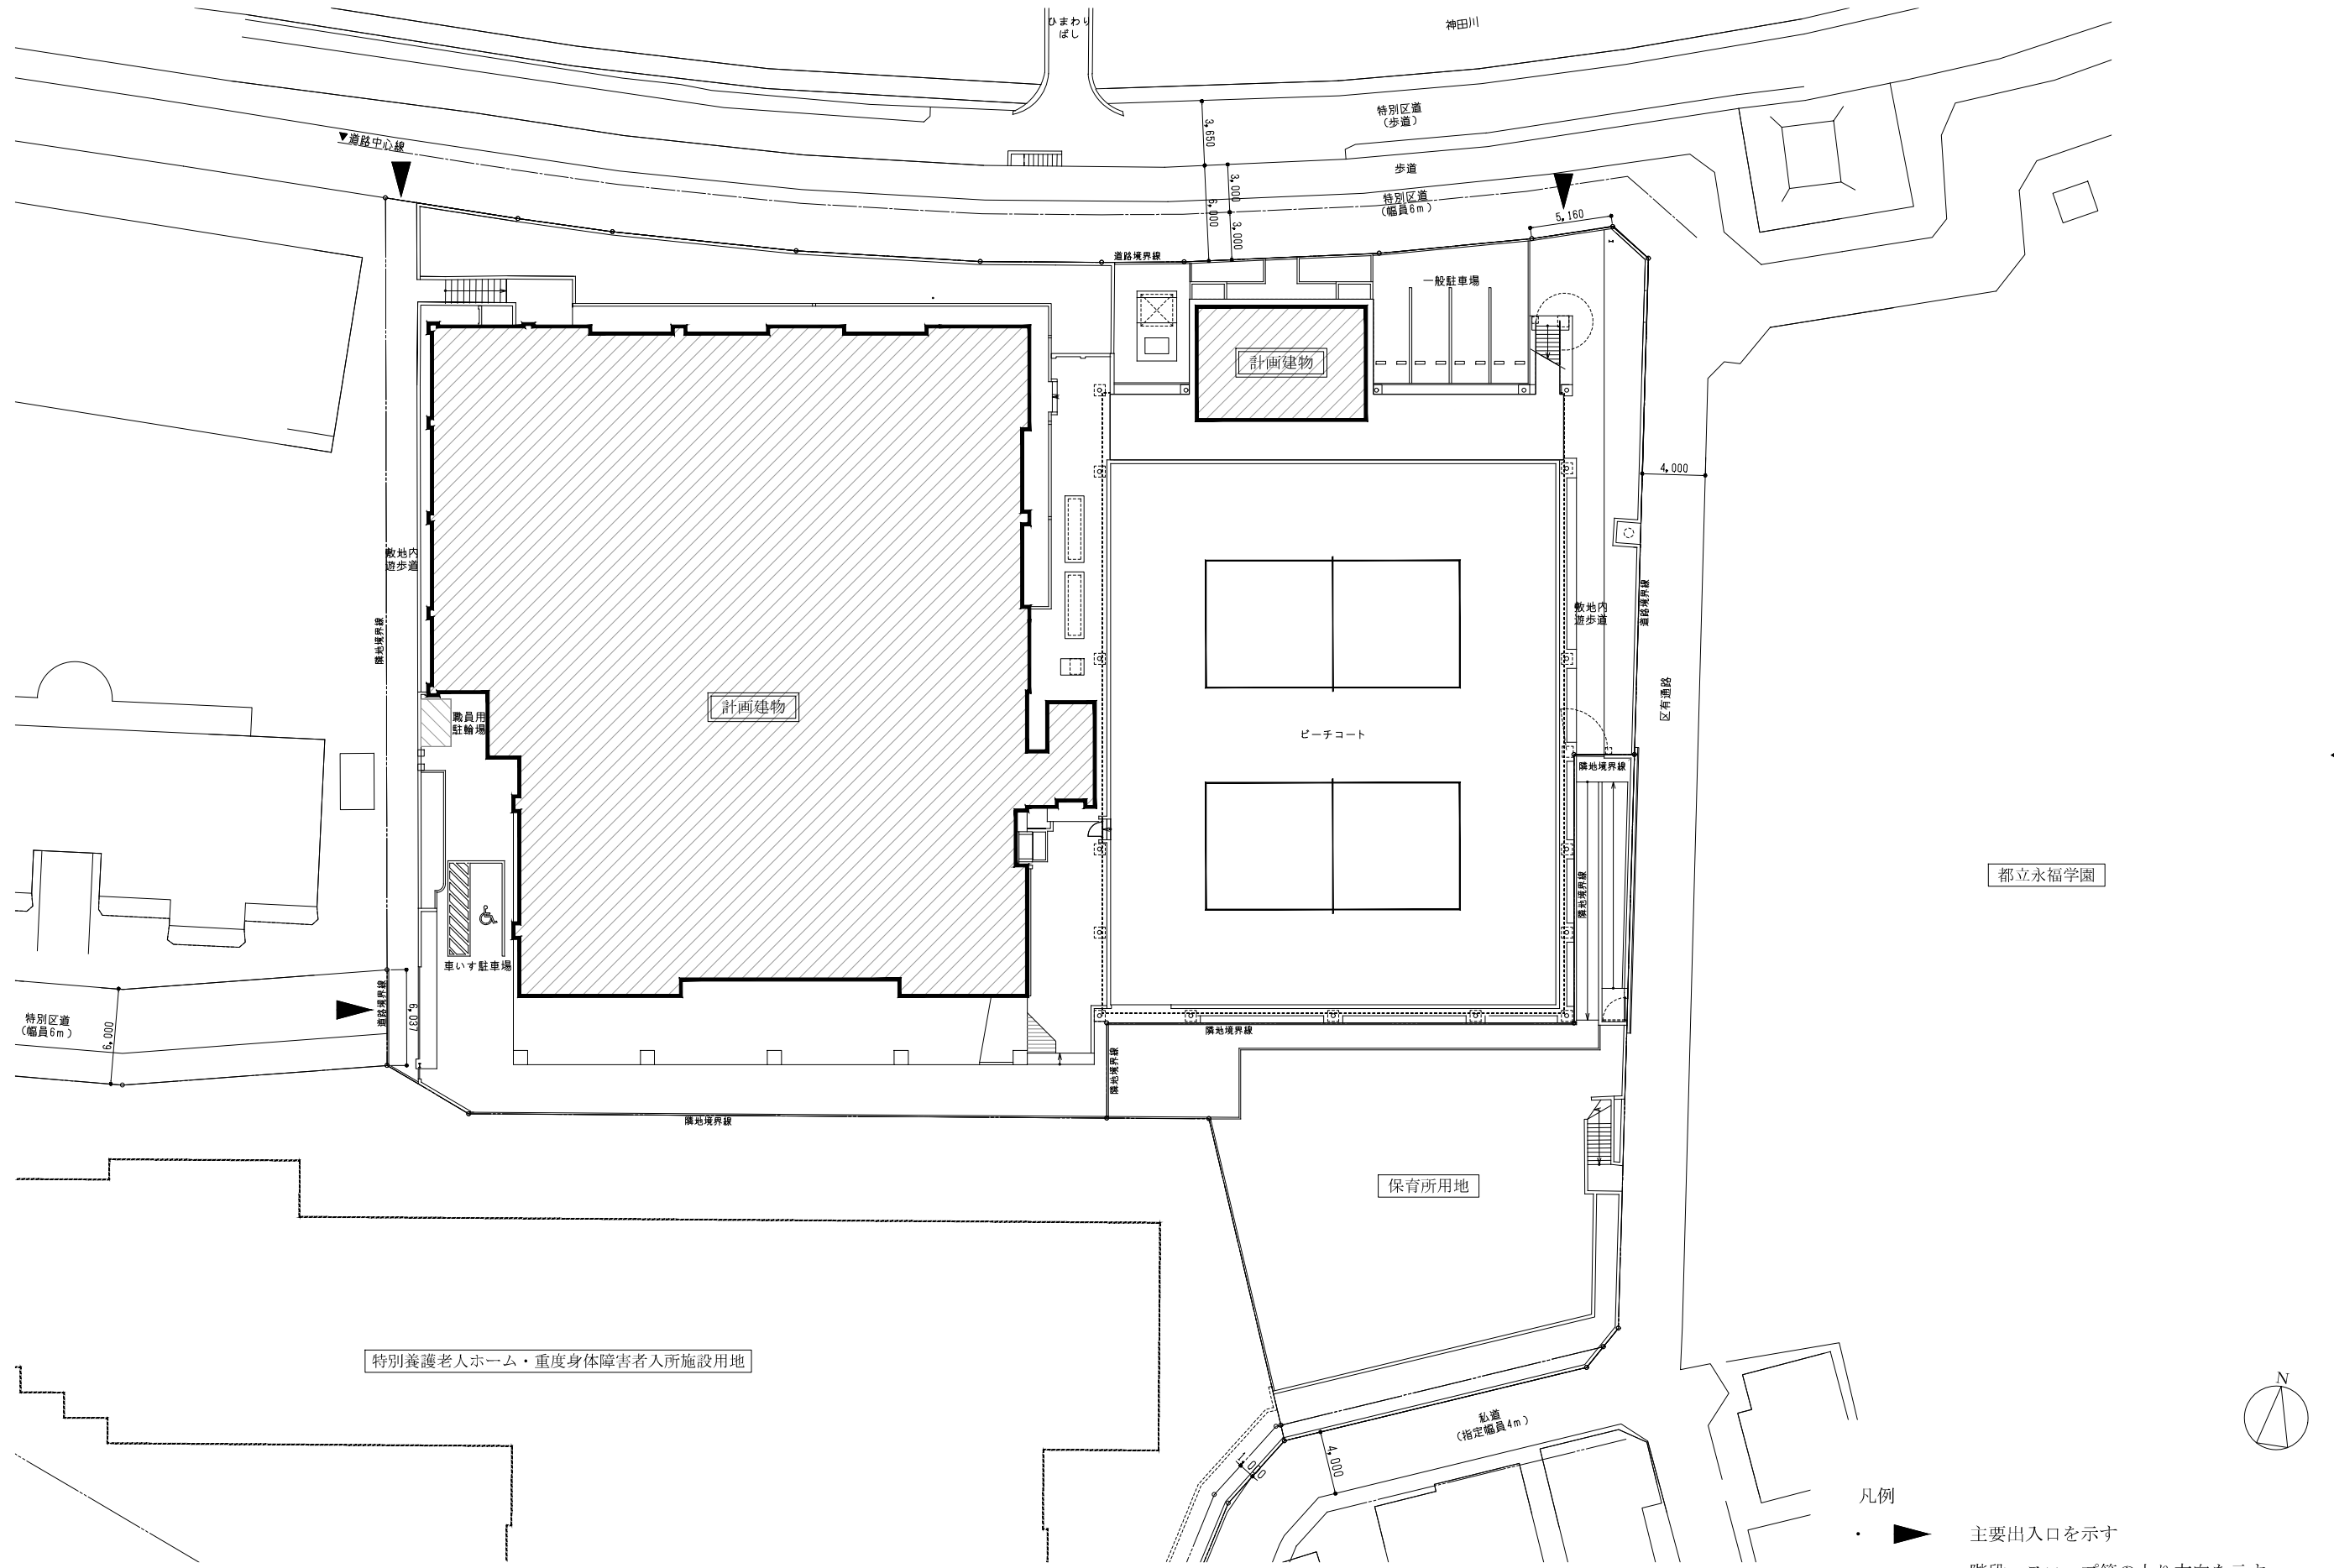 ひまわり
ばし
神田川
特別区道
(歩道)
3,650
▼道路中心線
歩道
3,000
6,000
特別区道
(幅員6m)
3,000
5,160
道路境界線
一般駐車場
計画建物
4,000
敷地内
遊歩道
隣地境界線
敷地内
遊歩道
道路境界線
区有通路
計画建物
職員用
駐輪場
ビーチコート
隣地境界線
隣地境界線
都立永福学園
車いす駐車場
道路境界線
特別区道
(幅員6m)
6,000
6,037
隣地境界線
隣地境界線
隣地境界線
保育所用地
特別養護老人ホーム・重度身体障害者入所施設用地
私道
(指定幅員4m)
4,000
N
凡例
主要出入口を示す